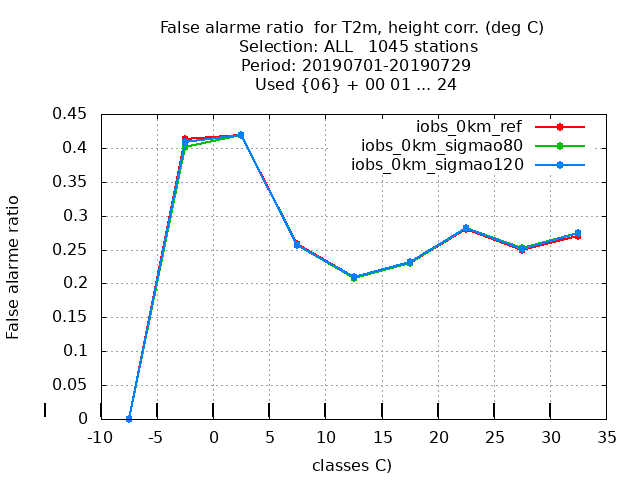 False alarme ratio  for T2m, height corr. (deg C)
Selection: ALL   1045 stations
Period: 20190701-20190729
Used {06} + 00 01 ... 24
iobs_0km_ref
iobs_0km_sigmao80
iobs_0km_sigmao120
False alarme ratio
0.45
0.4
0.35
0.3
0.25
0.2
0.15
0.1
0.05
0
-10 -5 0 5 10 15 20 25 30 35
classes C)